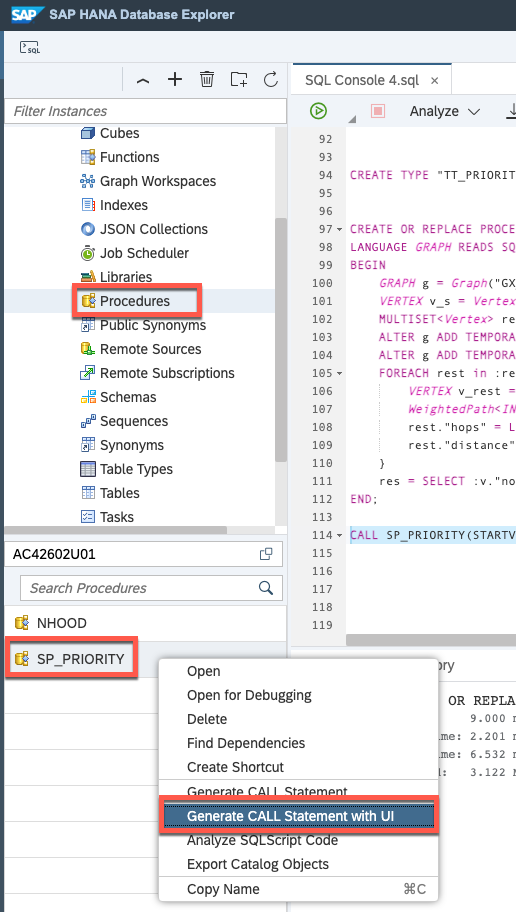 SAP SAP HANA Database Explorer
SQL
Filter Instances
Cubes
Functions
Graph Workspaces
Indexes
JSON Collections
Job Scheduler
Libraries
Procedures
Public Synonyms
Remote Sources
Remote Subscriptions
Schemas
Sequences
Synonyms
Table Types
Tables
Tasks
AC42602U01
Search Procedures
NHOOD
SP_PRIORITY
SQL Console 4.sql ×
Analyze
92
93
94 CREATE TYPE "TT_PRIORIT
95
96
97 CREATE OR REPLACE PROCE
98 LANGUAGE GRAPH READS SQ
99 BEGIN
100 GRAPH g = Graph("GX
101 VERTEX v_s = Vertex
102 MULTISET<Vertex> re
103 ALTER g ADD TEMPORA
104 ALTER g ADD TEMPORA
105 FOREACH rest in :re
106 VERTEX v_rest =
107 WeightedPath<IN
108 rest."hops" = L
109 rest."distance"
110 }
111 res = SELECT :v."no
112 END;
113
114 CALL SP_PRIORITY(STARTV
115
116
117
118
119
ory
OR REPLA
9.000 m
me: 2.201 m
me: 6.532 m
d: 3.122 M
Open
Open for Debugging
Delete
Find Dependencies
Create Shortcut
Generate CALL Statement
Generate CALL Statement with UI
Analyze SQLScript Code
Export Catalog Objects
Copy Name ⌘C